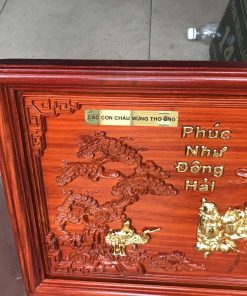 CÁC CON CHÁU MỪNG THỌ ÔNG
Phúc
Như
Đông
Hải